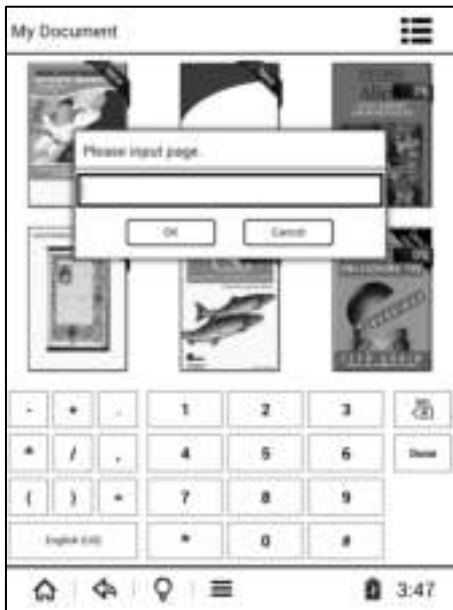 My Document
Please input page.
OK Cancel
- + . 1 2 3
* / , 4 5 6 Done
( ) = 7 8 9
English (US) * 0 #
3:47